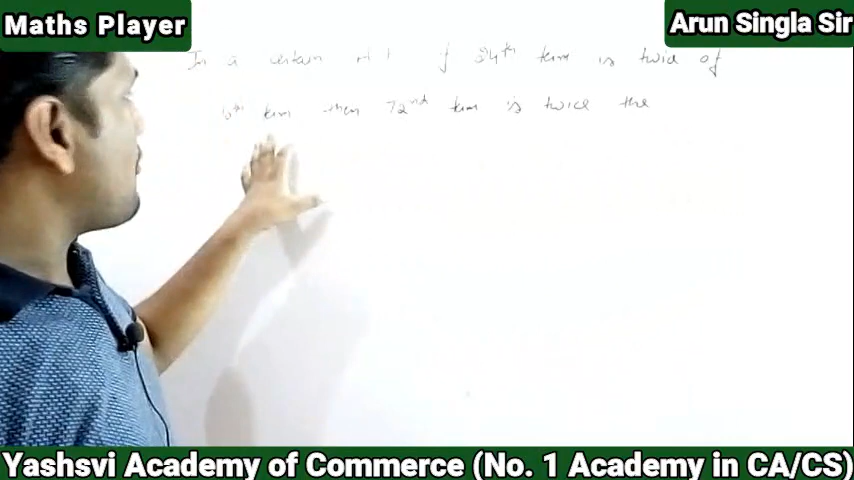 Maths Player
Arun Singla Sir
In a certain if 24th term is twice of
term then 72nd term is twice the
Yashsvi Academy of Commerce (No. 1 Academy in CA/CS)